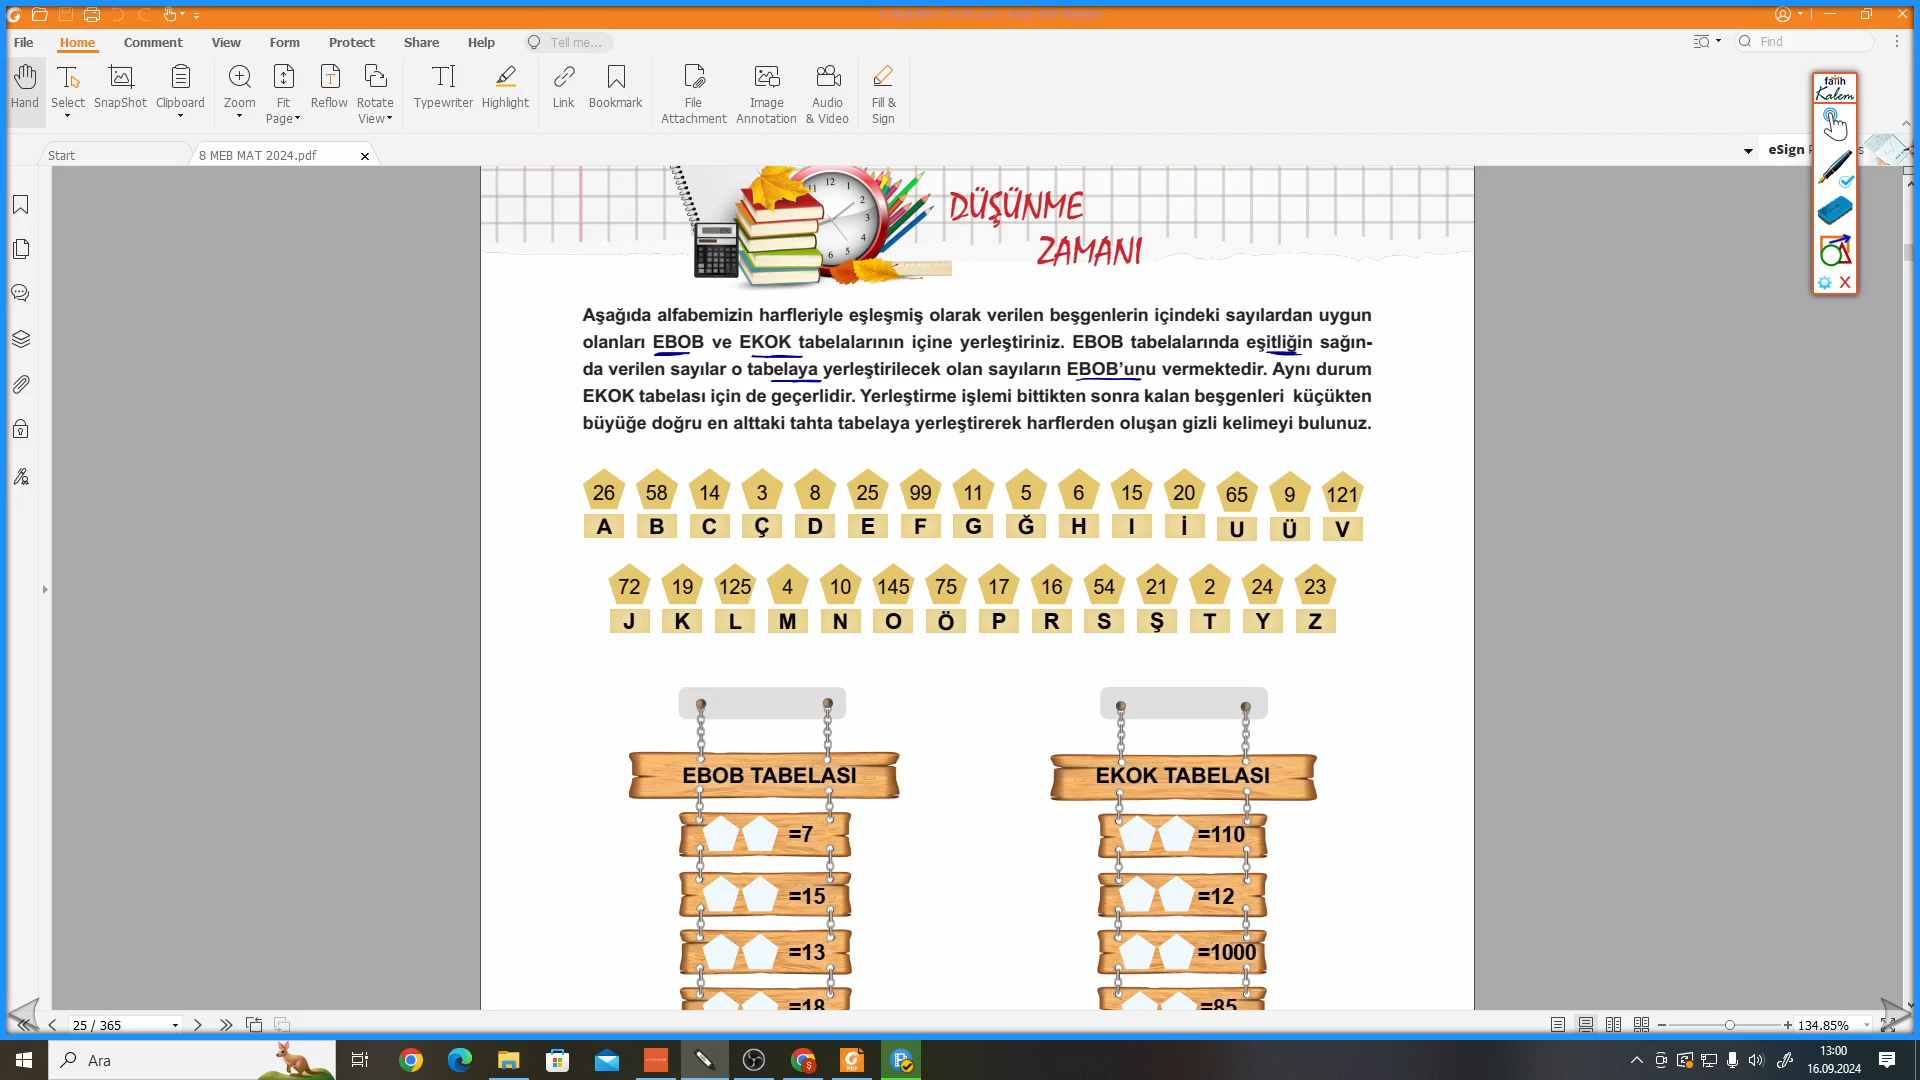 File Home Comment View Form Protect Share Help Tell me... Find
Hand Select SnapShot Clipboard Zoom Fit Page Reflow Rotate View Typewriter Highlight Link Bookmark File Attachment Image Annotation Audio & Video Fill & Sign
fatih
Kalem
Start 8 MEB MAT 2024.pdf eSign
X
DÜŞÜNME
ZAMANI
Aşağıda alfabemizin harfleriyle eşleşmiş olarak verilen beşgenlerin içindeki sayılardan uygun
olanları EBOB ve EKOK tabelalarının içine yerleştiriniz. EBOB tabelalarında eşitliğin sağın-
da verilen sayılar o tabelaya yerleştirilecek olan sayıların EBOB’unu vermektedir. Aynı durum
EKOK tabelası için de geçerlidir. Yerleştirme işlemi bittikten sonra kalan beşgenleri küçükten
büyüğe doğru en alttaki tahta tabelaya yerleştirerek harflerden oluşan gizli kelimeyi bulunuz.
26 58 14 3 8 25 99 11 5 6 15 20 65 9 121
A B C Ç D E F G Ğ H I İ U Ü V
72 19 125 4 10 145 75 17 16 54 21 2 24 23
J K L M N O Ö P R S Ş T Y Z
EBOB TABELASI EKOK TABELASI
=7 =110
=15 =12
=13 =1000
=18 =85
25 / 365 134.85%
Ara 13:00
16.09.2024